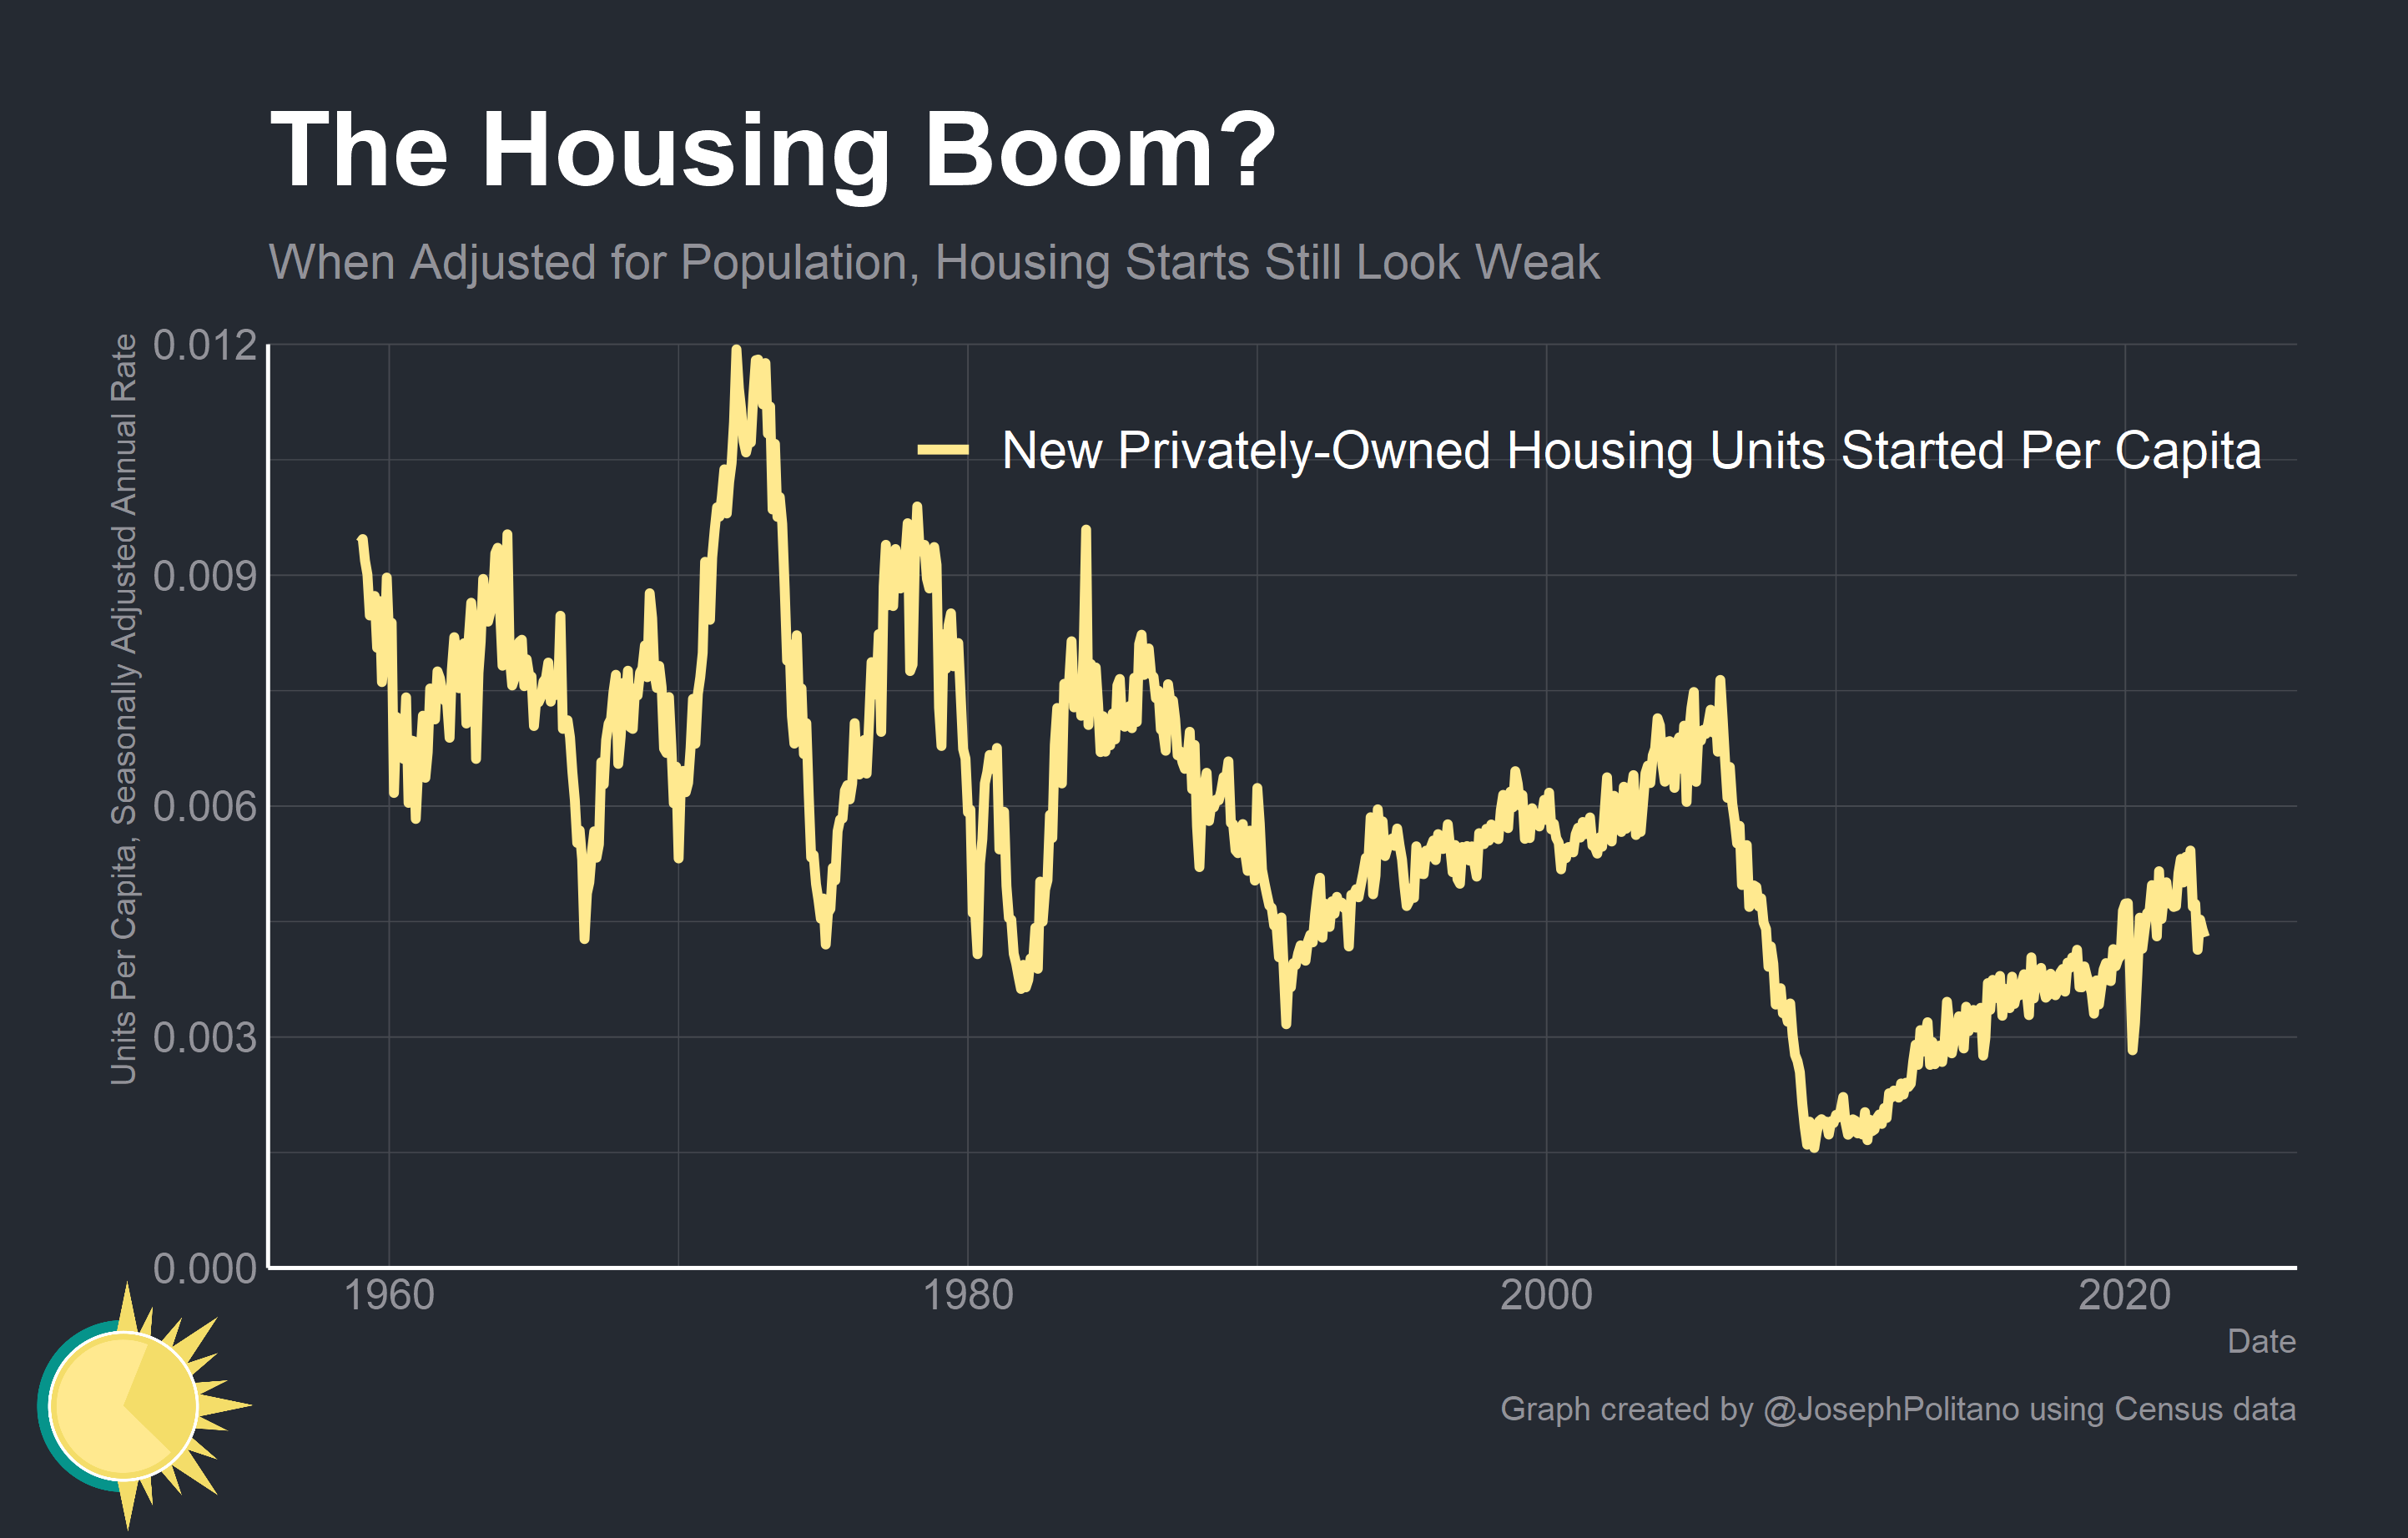 The Housing Boom?
When Adjusted for Population, Housing Starts Still Look Weak
Units Per Capita, Seasonally Adjusted Annual Rate
0.012
0.009
0.006
0.003
0.000
New Privately-Owned Housing Units Started Per Capita
1960
1980
2000
2020
Date
Graph created by @JosephPolitano using Census data